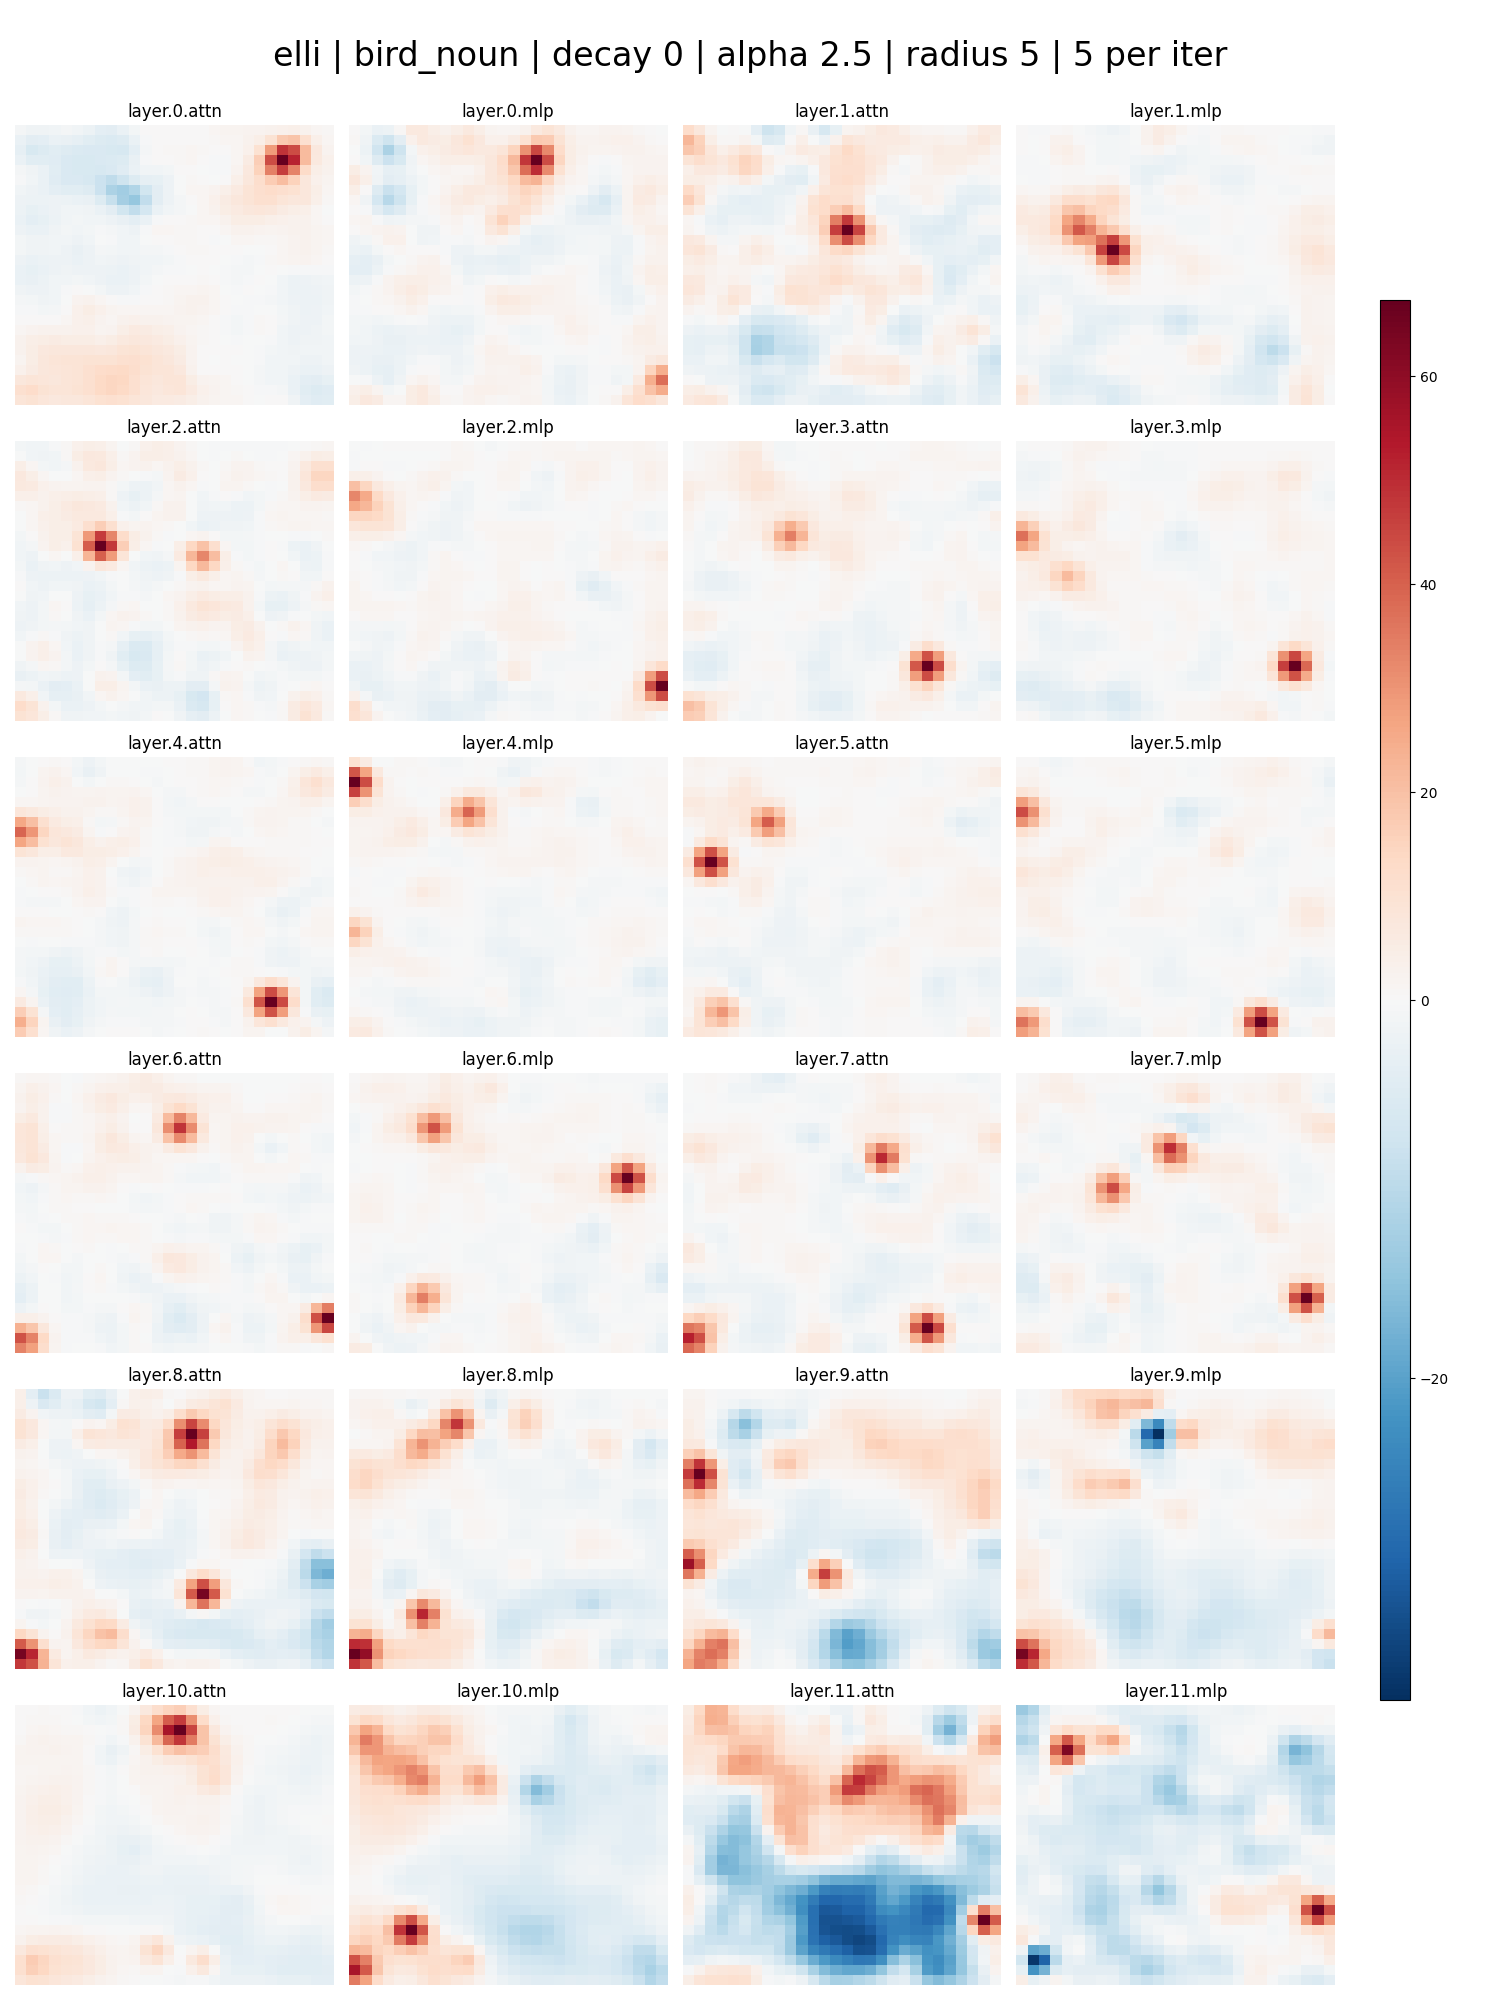 elli | bird_noun | decay 0 | alpha 2.5 | radius 5 | 5 per iter
layer.0.attn
layer.0.mlp
layer.1.attn
layer.1.mlp
layer.2.attn
layer.2.mlp
layer.3.attn
layer.3.mlp
layer.4.attn
layer.4.mlp
layer.5.attn
layer.5.mlp
layer.6.attn
layer.6.mlp
layer.7.attn
layer.7.mlp
layer.8.attn
layer.8.mlp
layer.9.attn
layer.9.mlp
layer.10.attn
layer.10.mlp
layer.11.attn
layer.11.mlp
60
40
20
0
−20